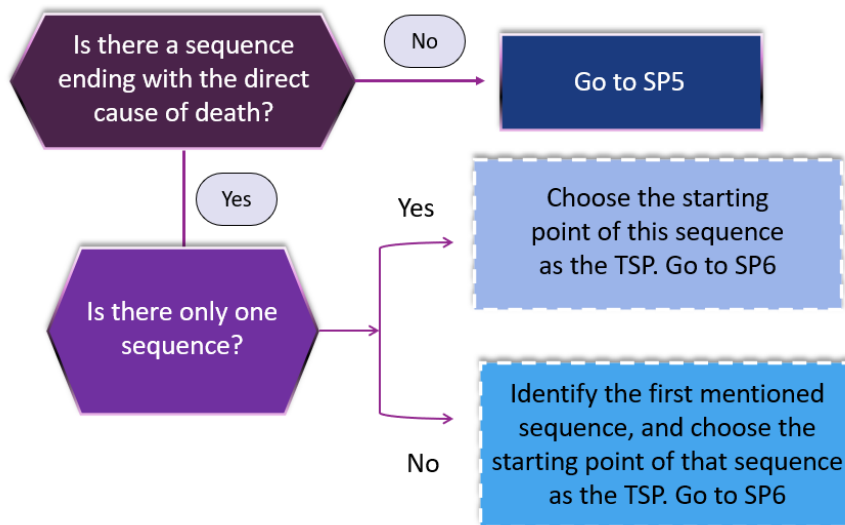 Is there a sequence
ending with the direct
cause of death?
No
Go to SP5
Yes
Is there only one
sequence?
Yes
Choose the starting
point of this sequence
as the TSP. Go to SP6
No
Identify the first mentioned
sequence, and choose the
starting point of that sequence
as the TSP. Go to SP6